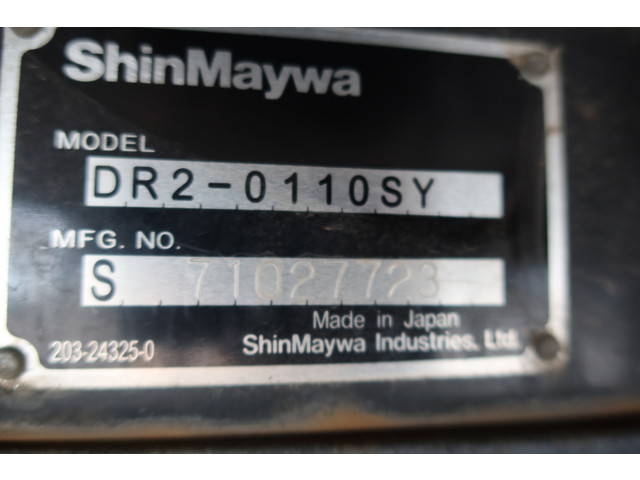 ShinMaywa
MODEL
DR2-0110SY
MFG. NO.
S 71027723
Made in Japan
203-24325-0
ShinMaywa Industries, Ltd.